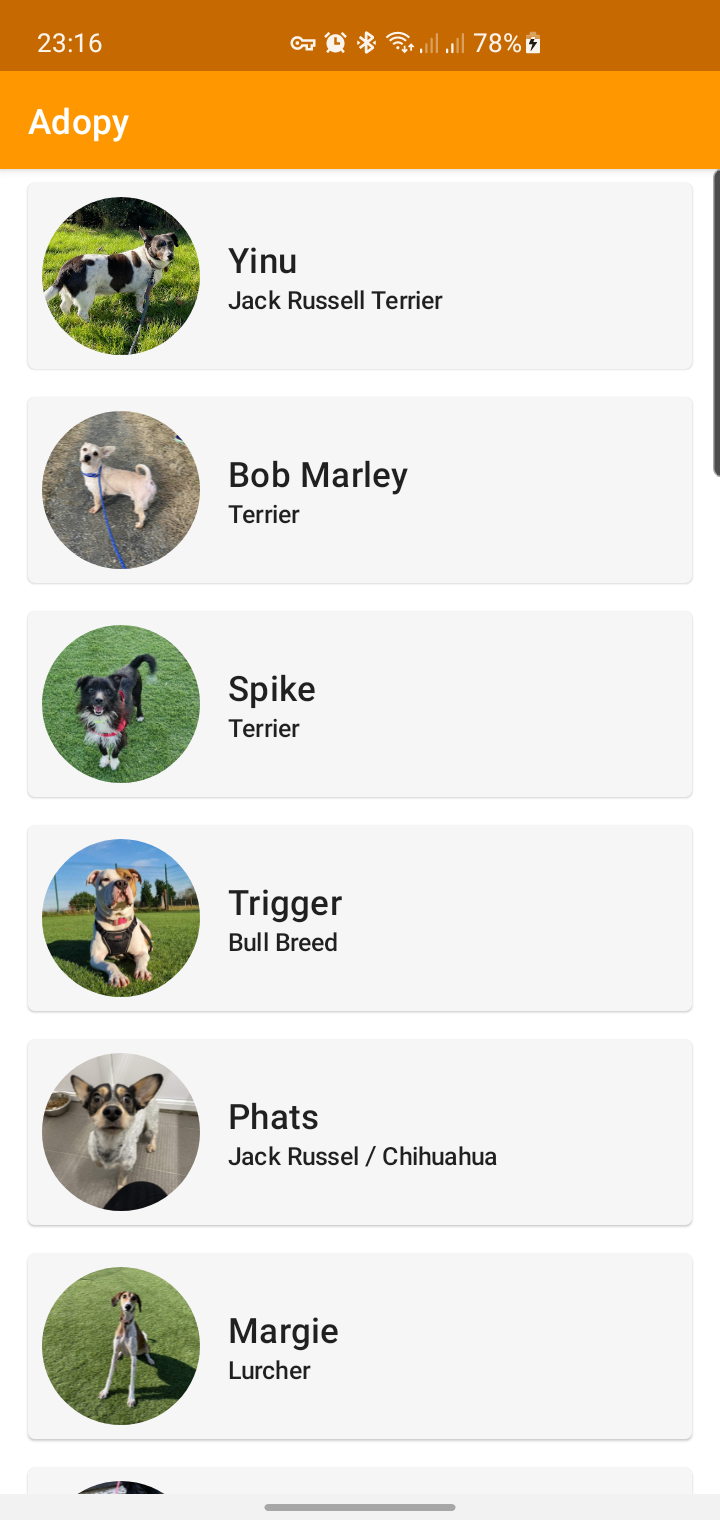 23:16
78%
Adopy
Yinu
Jack Russell Terrier
Bob Marley
Terrier
Spike
Terrier
Trigger
Bull Breed
Phats
Jack Russel / Chihuahua
Margie
Lurcher